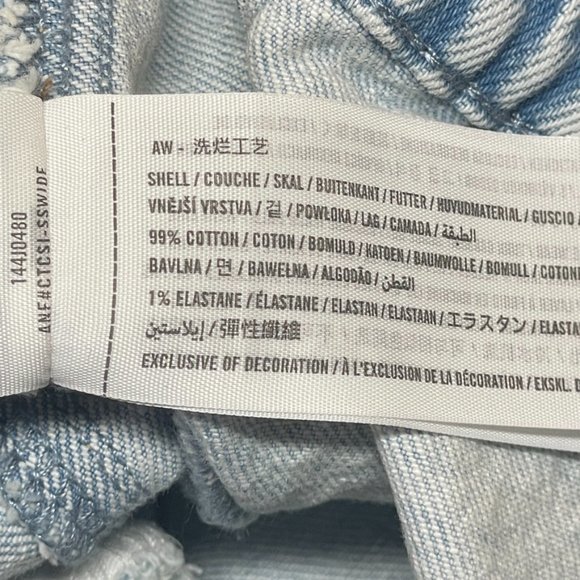 144J0480
ANF#CTCSI-SSWIDE
AW - 洗烂工艺
SHELL / COUCHE / SKAL / BUITENKANT / FUTTER / HUVUDMATERIAL / GUSCIO /
VNĚJŠÍ VRSTVA / 겉 / POWŁOKA / LAG / CAMADA / الطبقة /
99% COTTON / COTON / BOMULD / KATOEN / BAUMWOLLE / BOMULL / COTONE
BAVLNA / 면 / BAWEŁNA / ALGODÃO / القطن
1% ELASTANE / ÉLASTANE / ELASTAN / ELASTAAN / エラスタン /
إيلاستين / 彈性纖維
EXCLUSIVE OF DECORATION / À L'EXCLUSION DE LA DÉCORATION / EKSKL.